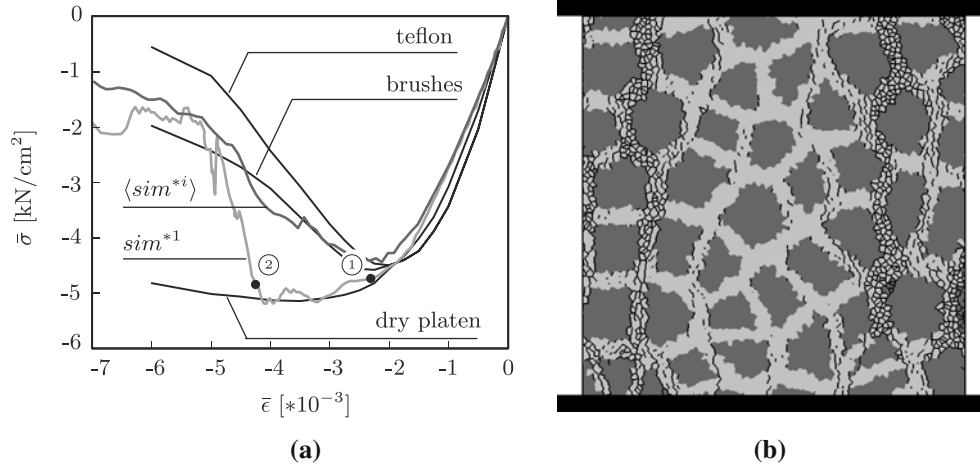 0
-1
-2
-3
-4
-5
-6
σ̄ [kN/cm²]
teflon
brushes
⟨sim*ⁱ⟩
sim*¹
② ①
dry platen
-7 -6 -5 -4 -3 -2 -1 0
ϵ̄ [*10⁻³]
(a) (b)